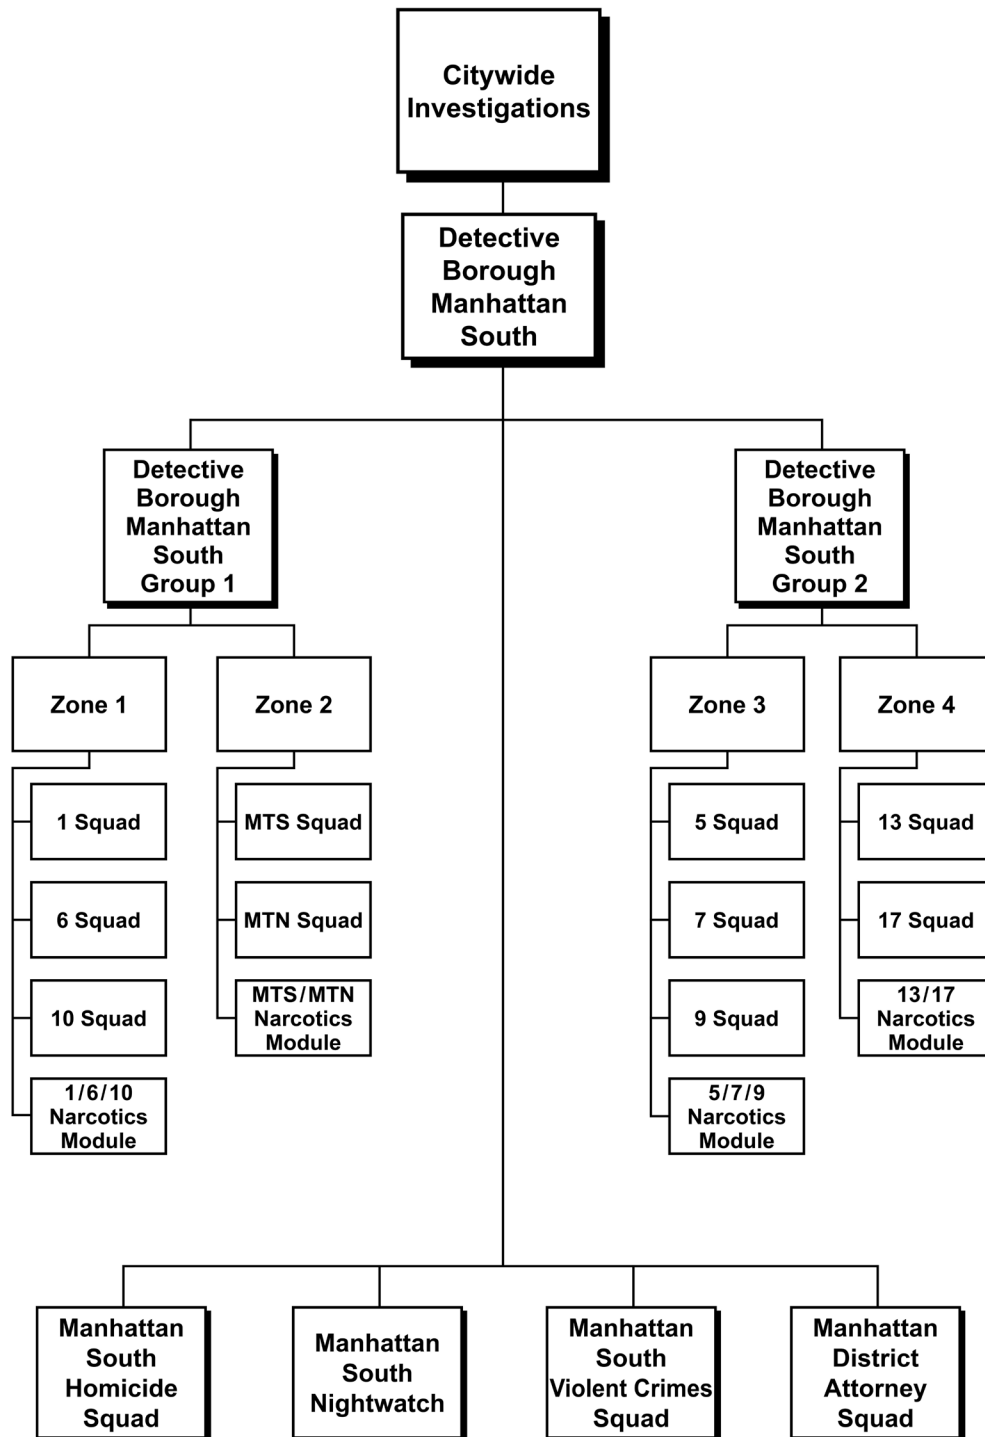 Citywide
Investigations
Detective
Borough
Manhattan
South
Detective
Borough
Manhattan
South
Group 1
Detective
Borough
Manhattan
South
Group 2
Zone 1
Zone 2
Zone 3
Zone 4
1 Squad
MTS Squad
5 Squad
13 Squad
6 Squad
MTN Squad
7 Squad
17 Squad
10 Squad
MTS/MTN
Narcotics
Module
9 Squad
13/17
Narcotics
Module
1/6/10
Narcotics
Module
5/7/9
Narcotics
Module
Manhattan
South
Homicide
Squad
Manhattan
South
Nightwatch
Manhattan
South
Violent Crimes
Squad
Manhattan
District
Attorney
Squad